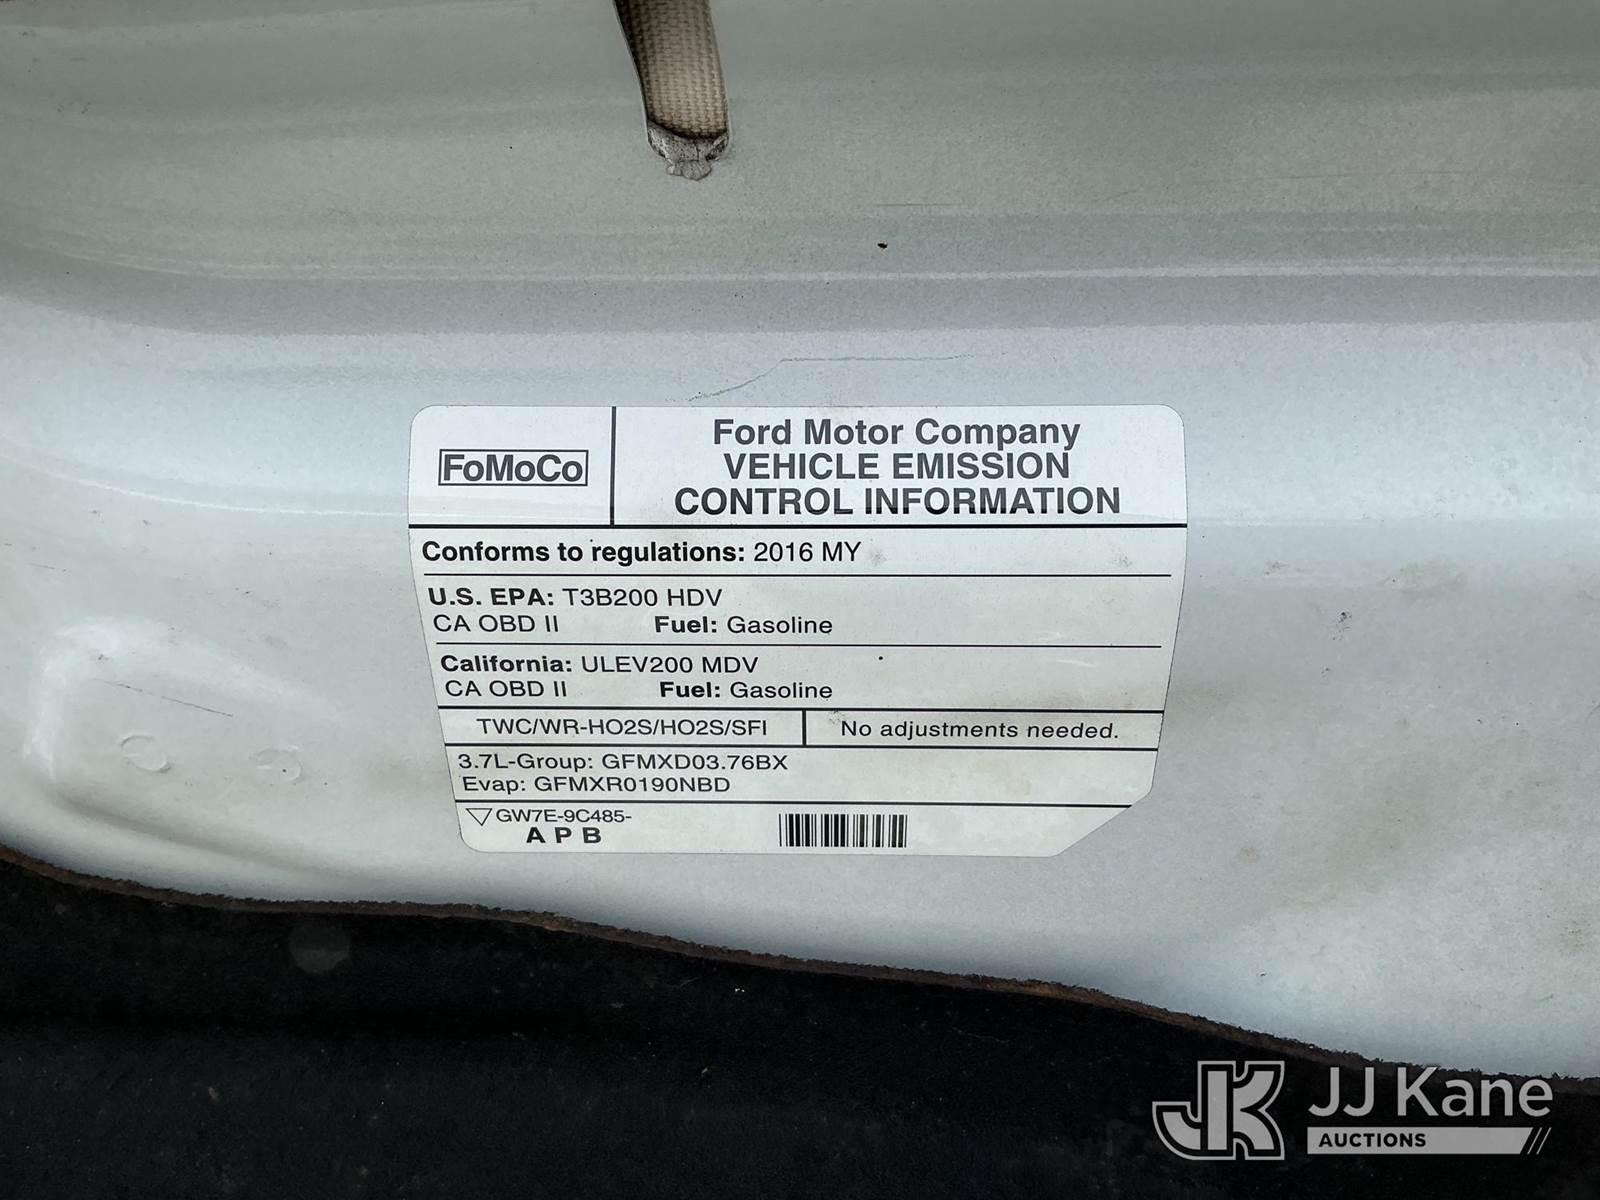 FoMoCo
Ford Motor Company
VEHICLE EMISSION
CONTROL INFORMATION
Conforms to regulations: 2016 MY
U.S. EPA: T3B200 HDV
CA OBD II Fuel: Gasoline
California: ULEV200 MDV
CA OBD II Fuel: Gasoline
TWC/WR-HO2S/HO2S/SFI
No adjustments needed.
3.7L-Group: GFMXD03.76BX
Evap: GFMXR0190NBD
GW7E-9C485-
A P B
JK JJ Kane
AUCTIONS